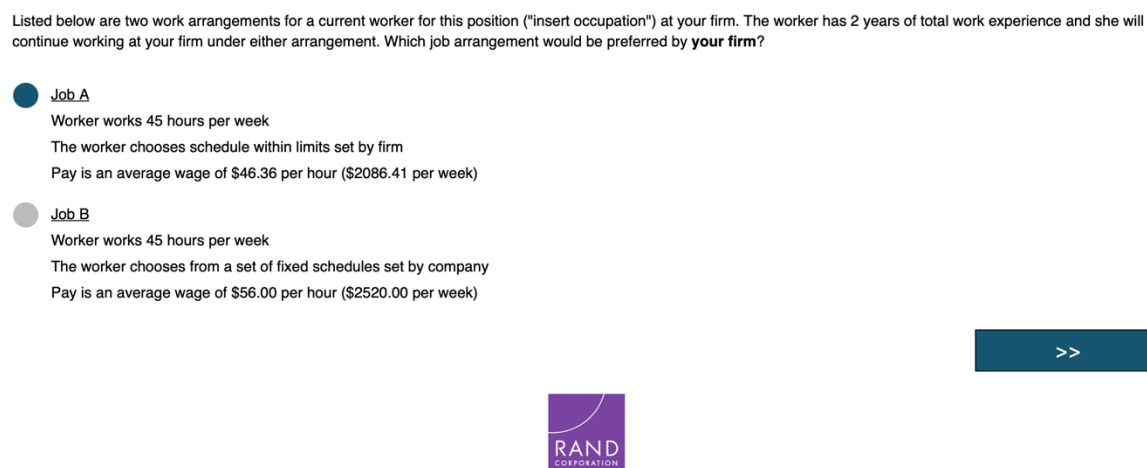 Listed below are two work arrangements for a current worker for this position ("insert occupation") at your firm. The worker has 2 years of total work experience and she will
continue working at your firm under either arrangement. Which job arrangement would be preferred by your firm?
Job A
Worker works 45 hours per week
The worker chooses schedule within limits set by firm
Pay is an average wage of $46.36 per hour ($2086.41 per week)
Job B
Worker works 45 hours per week
The worker chooses from a set of fixed schedules set by company
Pay is an average wage of $56.00 per hour ($2520.00 per week)
>>
RAND
CORPORATION